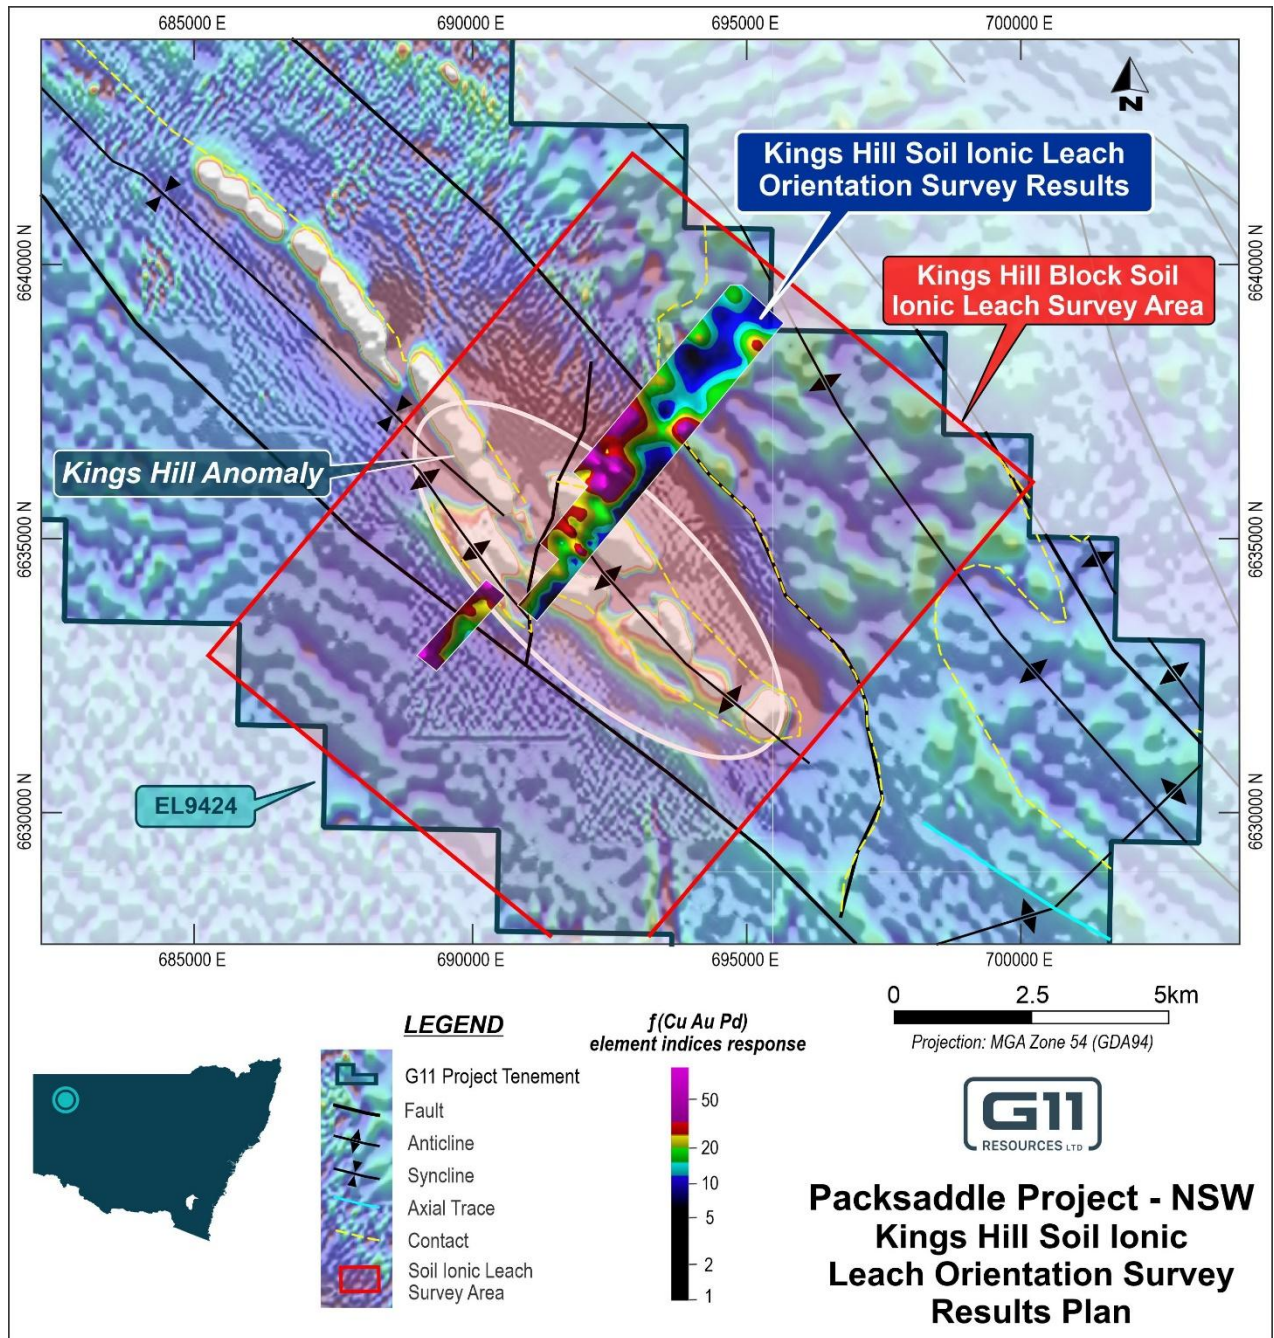 685000 E
690000 E
695000 E
700000 E
N
Kings Hill Soil Ionic Leach
Orientation Survey Results
6640000 N
6640000 N
Kings Hill Block Soil
Ionic Leach Survey Area
Kings Hill Anomaly
6635000 N
6635000 N
EL9424
6630000 N
6630000 N
685000 E
690000 E
695000 E
700000 E
LEGEND
G11 Project Tenement
Fault
Anticline
Syncline
Axial Trace
Contact
Soil Ionic Leach
Survey Area
f(Cu Au Pd)
element indices response
50
20
10
5
2
1
0
2.5
5km
Projection: MGA Zone 54 (GDA94)
G11
RESOURCES LTD
Packsaddle Project - NSW
Kings Hill Soil Ionic
Leach Orientation Survey
Results Plan